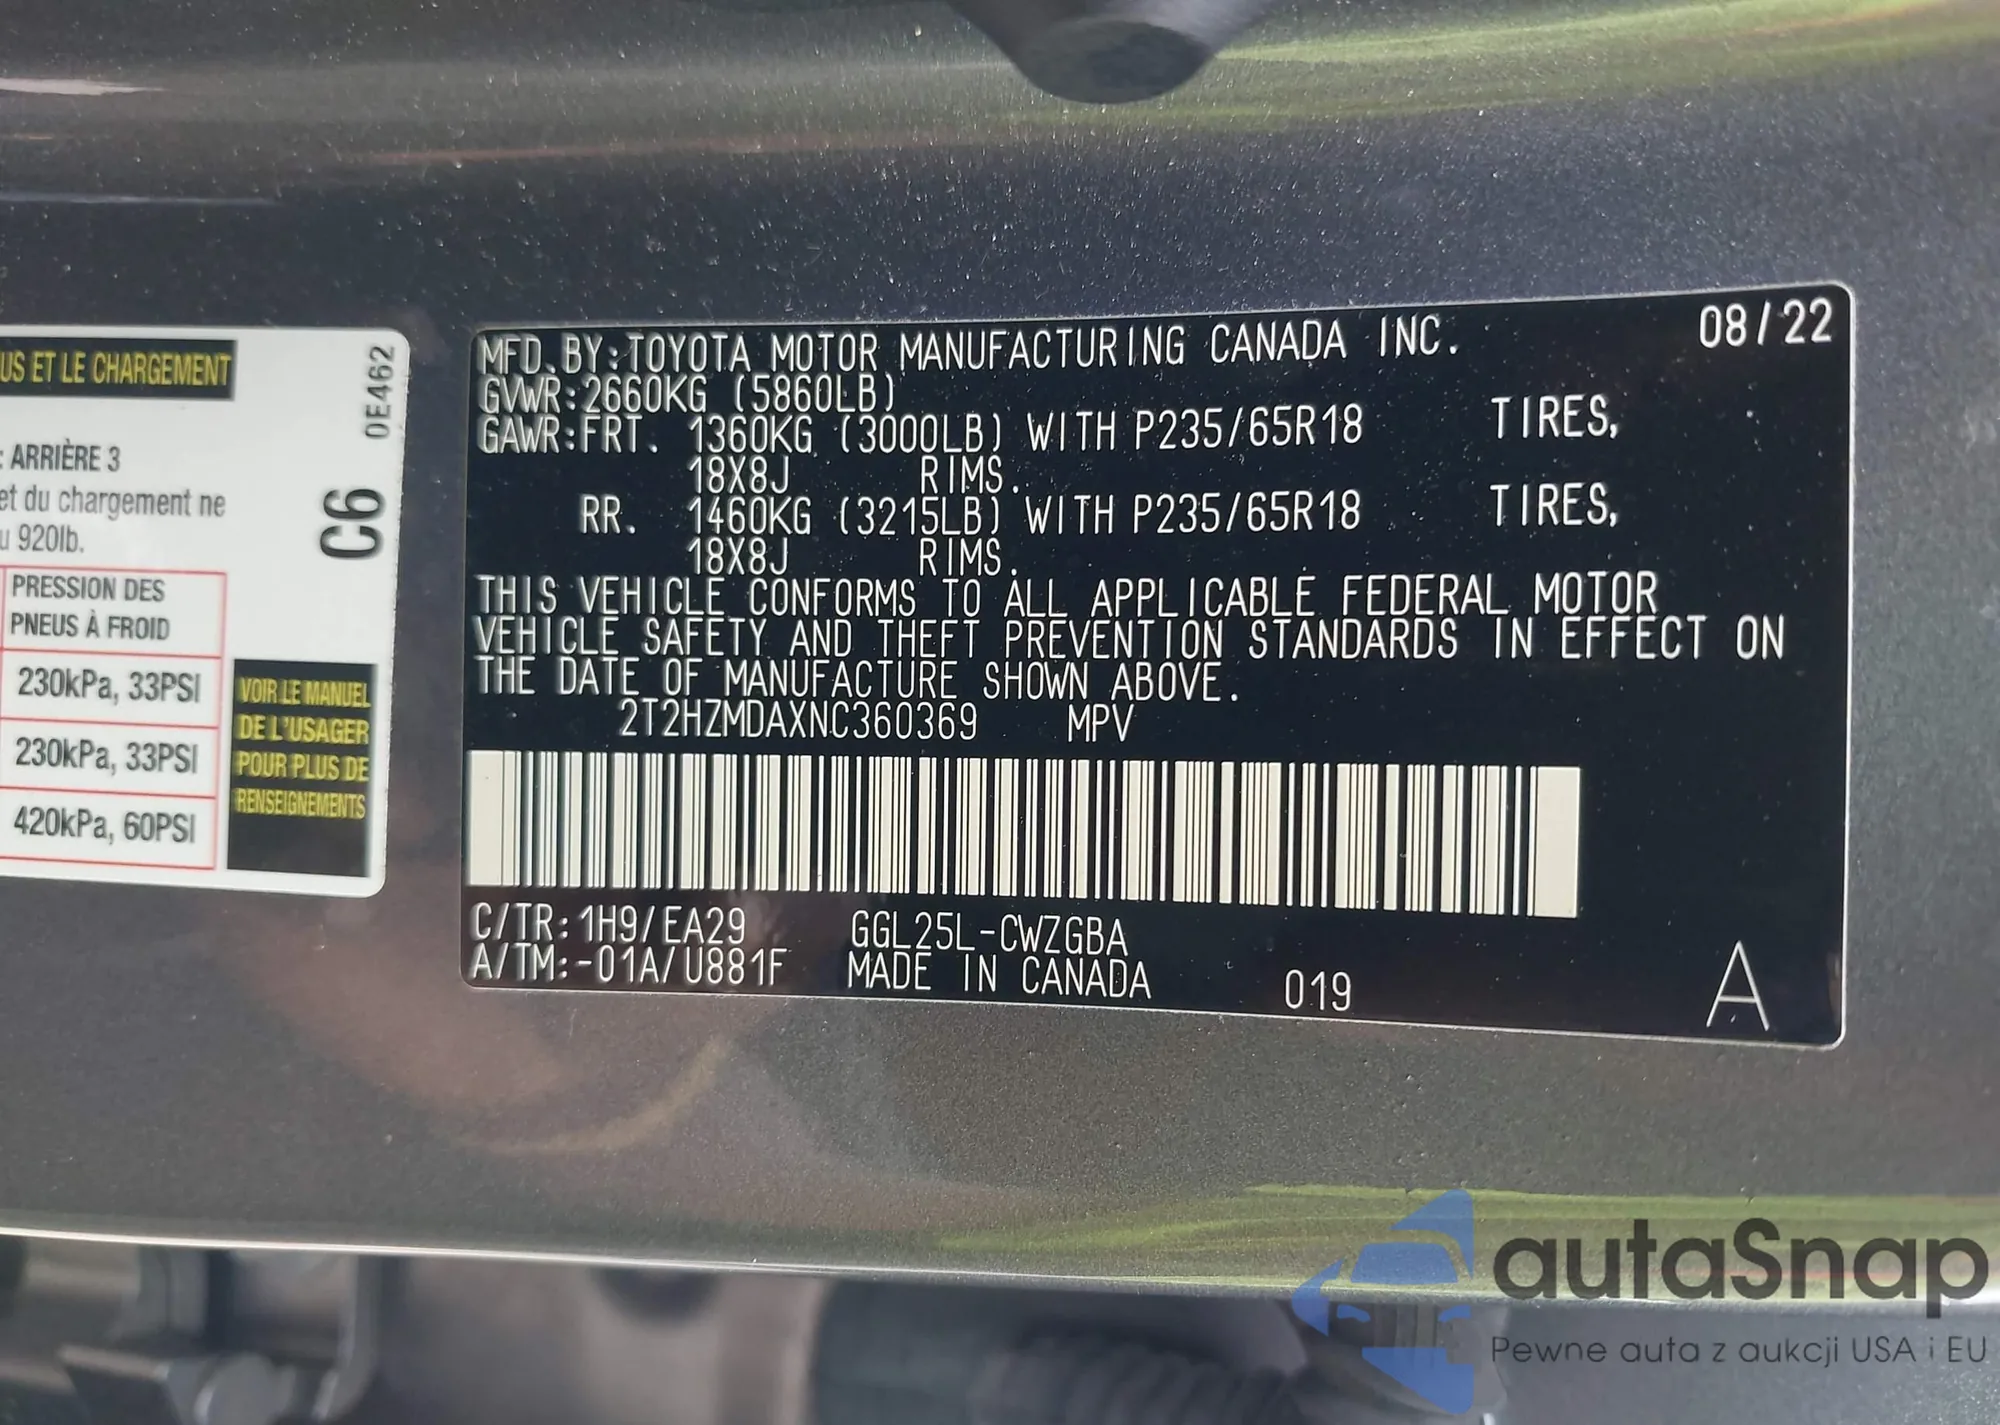 US ET LE CHARGEMENT
0E462
: ARRIÈRE 3
et du chargement ne
u 920lb.
C6
PRESSION DES
PNEUS À FROID
230kPa, 33PSI
230kPa, 33PSI
420kPa, 60PSI
VOIR LE MANUEL
DE L'USAGER
POUR PLUS DE
RENSEIGNEMENTS
MFD.BY:TOYOTA MOTOR MANUFACTURING CANADA INC. 08/22
GVWR:2660KG (5860LB)
GAWR:FRT. 1360KG (3000LB) WITH P235/65R18 TIRES,
18X8J RIMS.
RR. 1460KG (3215LB) WITH P235/65R18 TIRES,
18X8J RIMS.
THIS VEHICLE CONFORMS TO ALL APPLICABLE FEDERAL MOTOR
VEHICLE SAFETY AND THEFT PREVENTION STANDARDS IN EFFECT ON
THE DATE OF MANUFACTURE SHOWN ABOVE.
2T2HZMDAXNC360369 MPV
C/TR:1H9/EA29 GGL25L-CWZGBA
A/TM:-01A/U881F MADE IN CANADA 019 A
autaSnap
Pewne auta z aukcji USA i EU